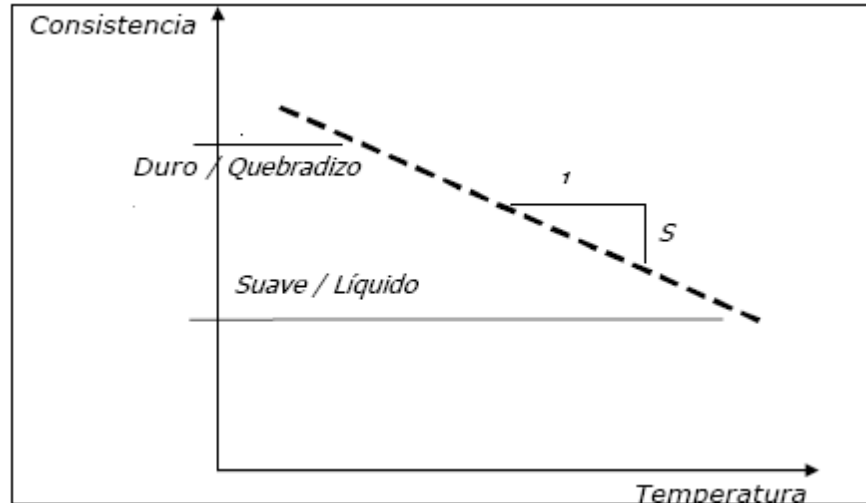 Consistencia
Duro / Quebradizo
1
S
Suave / Líquido
Temperatura